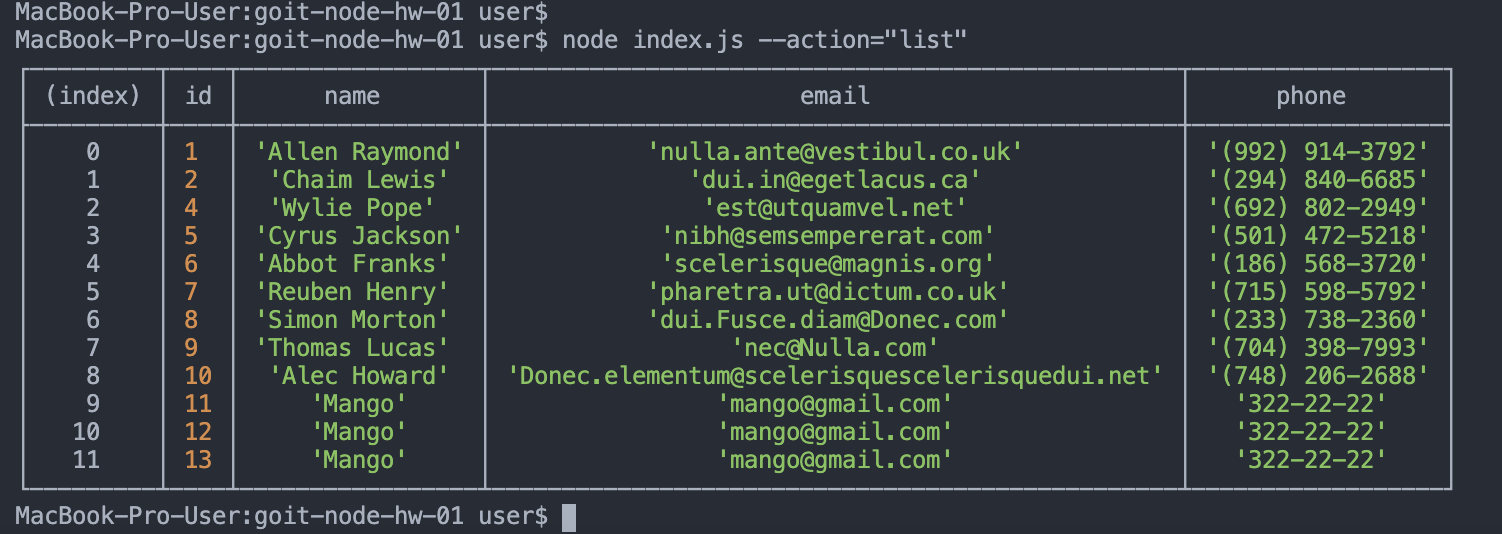 MacBook-Pro-User:goit-node-hw-01 user$
MacBook-Pro-User:goit-node-hw-01 user$ node index.js --action="list"
(index) id name email phone
0 1 'Allen Raymond' 'nulla.ante@vestibul.co.uk' '(992) 914-3792'
1 2 'Chaim Lewis' 'dui.in@egetlacus.ca' '(294) 840-6685'
2 4 'Wylie Pope' 'est@utquamvel.net' '(692) 802-2949'
3 5 'Cyrus Jackson' 'nibh@semsempererat.com' '(501) 472-5218'
4 6 'Abbot Franks' 'scelerisque@magnis.org' '(186) 568-3720'
5 7 'Reuben Henry' 'pharetra.ut@dictum.co.uk' '(715) 598-5792'
6 8 'Simon Morton' 'dui.Fusce.diam@Donec.com' '(233) 738-2360'
7 9 'Thomas Lucas' 'nec@Nulla.com' '(704) 398-7993'
8 10 'Alec Howard' 'Donec.elementum@scelerisquescelerisquedui.net' '(748) 206-2688'
9 11 'Mango' 'mango@gmail.com' '322-22-22'
10 12 'Mango' 'mango@gmail.com' '322-22-22'
11 13 'Mango' 'mango@gmail.com' '322-22-22'
MacBook-Pro-User:goit-node-hw-01 user$